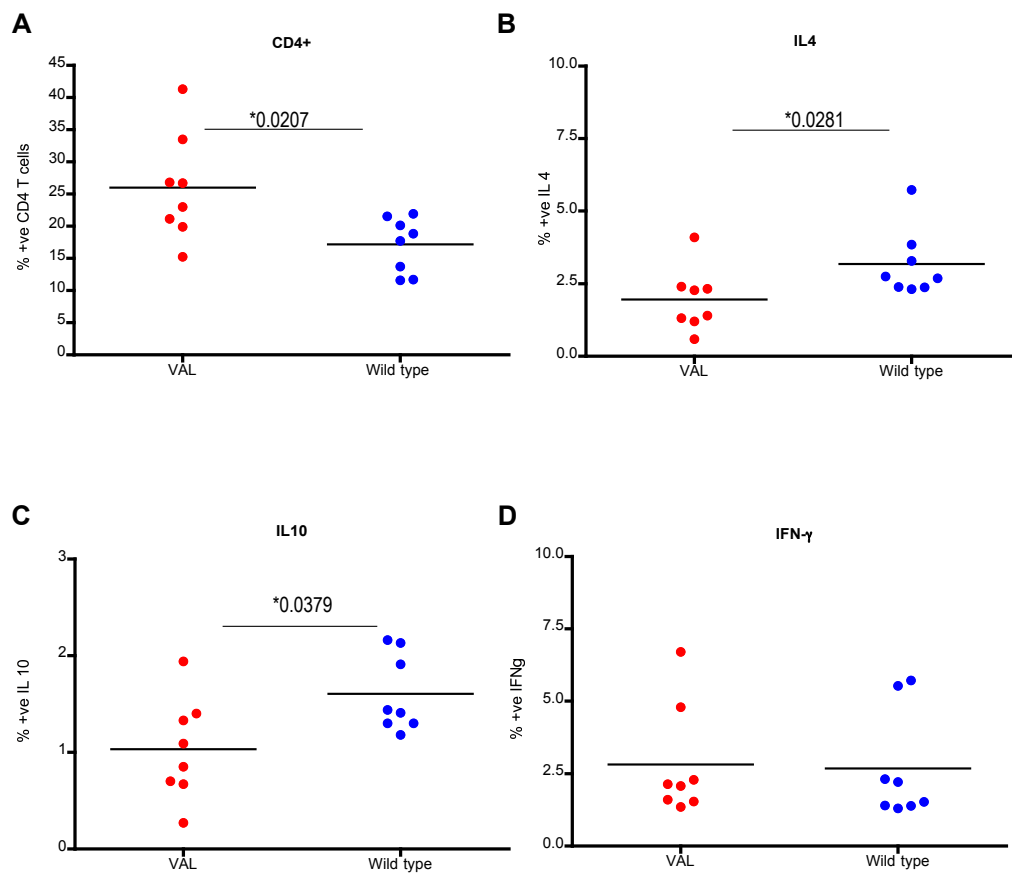 A
CD4+
% +ve CD4 T cells
45
40
35
30
25
20
15
10
5
0
*0.0207
VAL
Wild type
B
IL4
% +ve IL 4
10.0
7.5
5.0
2.5
0.0
*0.0281
VAL
Wild type
C
IL10
% +ve IL 10
3
2
1
0
*0.0379
VAL
Wild type
D
IFN-γ
% +ve IFNg
10.0
7.5
5.0
2.5
0.0
VAL
Wild type